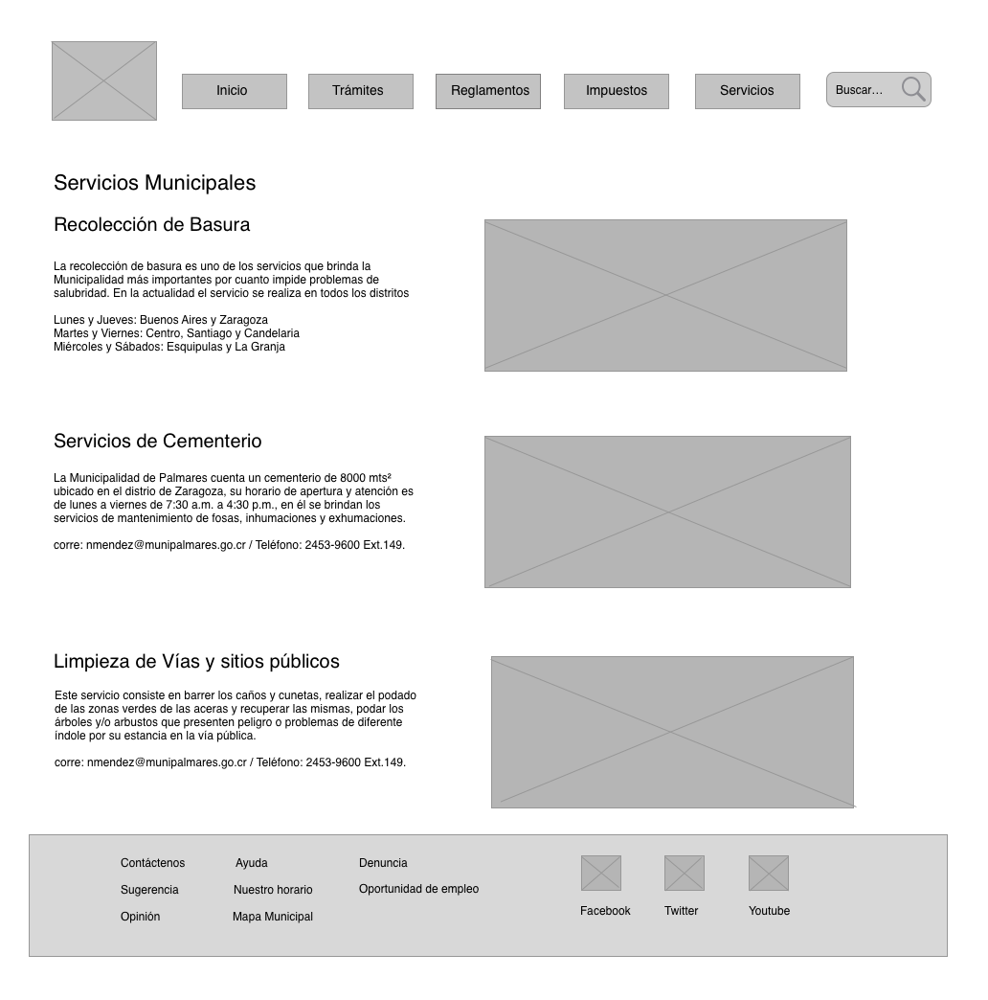 Inicio
Trámites
Reglamentos
Impuestos
Servicios
Buscar...
Servicios Municipales
Recolección de Basura
La recolección de basura es uno de los servicios que brinda la
Municipalidad más importantes por cuanto impide problemas de
salubridad. En la actualidad el servicio se realiza en todos los distritos
Lunes y Jueves: Buenos Aires y Zaragoza
Martes y Viernes: Centro, Santiago y Candelaria
Miércoles y Sábados: Esquipulas y La Granja
Servicios de Cementerio
La Municipalidad de Palmares cuenta un cementerio de 8000 mts²
ubicado en el distrio de Zaragoza, su horario de apertura y atención es
de lunes a viernes de 7:30 a.m. a 4:30 p.m., en él se brindan los
servicios de mantenimiento de fosas, inhumaciones y exhumaciones.
corre: nmendez@munipalmares.go.cr / Teléfono: 2453-9600 Ext.149.
Limpieza de Vías y sitios públicos
Este servicio consiste en barrer los caños y cunetas, realizar el podado
de las zonas verdes de las aceras y recuperar las mismas, podar los
árboles y/o arbustos que presenten peligro o problemas de diferente
índole por su estancia en la vía pública.
corre: nmendez@munipalmares.go.cr / Teléfono: 2453-9600 Ext.149.
Contáctenos
Ayuda
Denuncia
Sugerencia
Nuestro horario
Oportunidad de empleo
Opinión
Mapa Municipal
Facebook
Twitter
Youtube